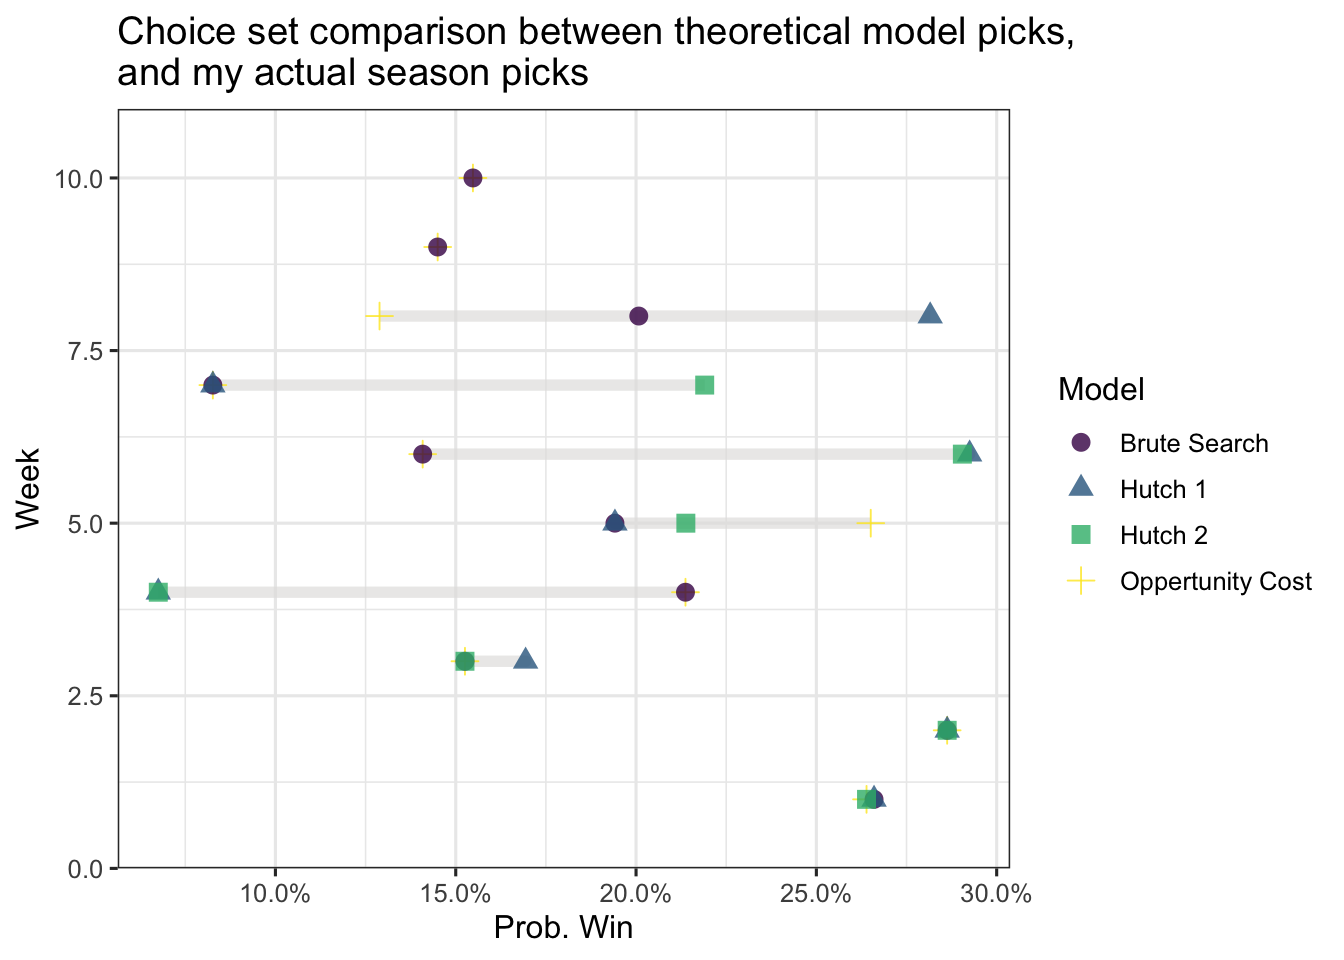 Choice set comparison between theoretical model picks,
and my actual season picks
10.0
7.5
5.0
2.5
0.0
Week
10.0%
15.0%
20.0%
25.0%
30.0%
Prob. Win
Model
Brute Search
Hutch 1
Hutch 2
Oppertunity Cost